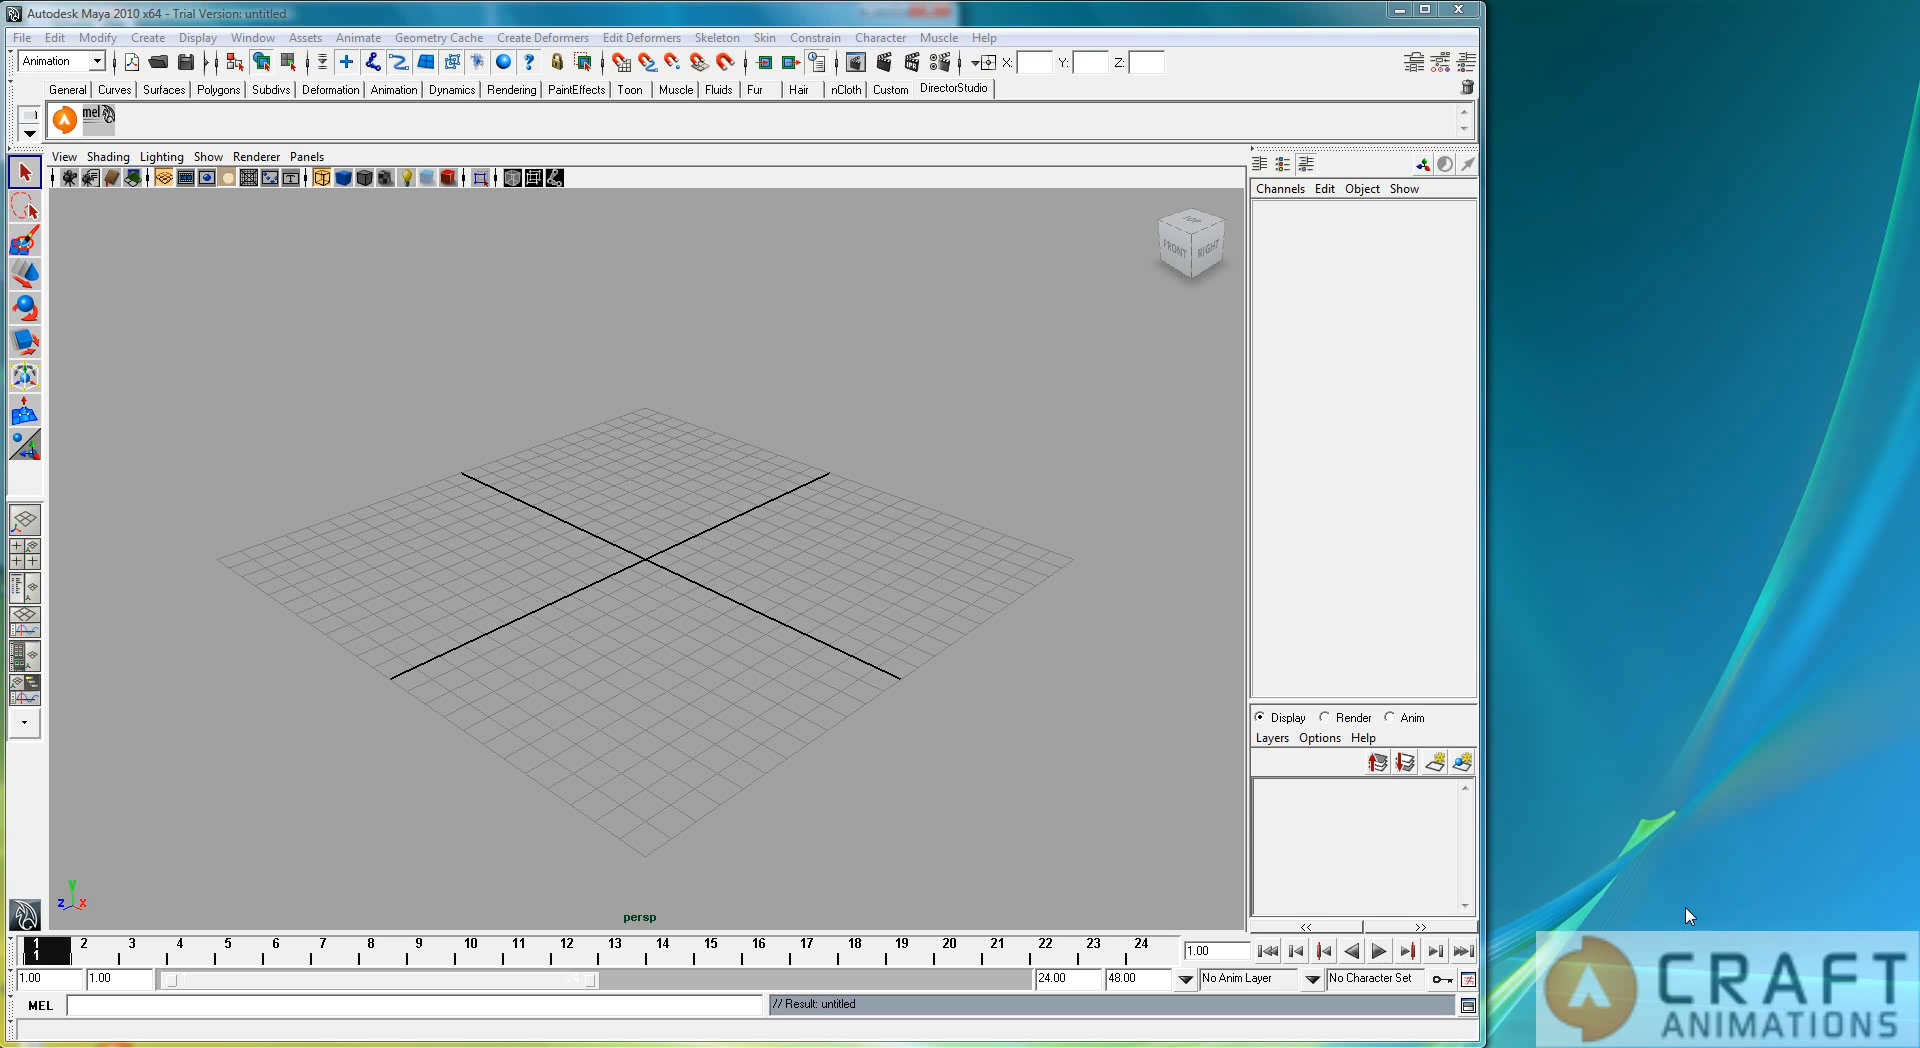 Autodesk Maya 2010 x64 - Trial Version: untitled
File Edit Modify Create Display Window Assets Animate Geometry Cache Create Deformers Edit Deformers Skeleton Skin Constrain Character Muscle Help
Animation X: Y: Z:
General Curves Surfaces Polygons Subdivs Deformation Animation Dynamics Rendering PaintEffects Toon Muscle Fluids Fur Hair nCloth Custom DirectorStudio
mel
View Shading Lighting Show Renderer Panels
Channels Edit Object Show
TOP
FRONT RIGHT
Display Render Anim
Layers Options Help
y
z x
persp
<< >>
1 2 3 4 5 6 7 8 9 10 11 12 13 14 15 16 17 18 19 20 21 22 23 24
1 1.00
1.00 1.00 24.00 48.00 No Anim Layer No Character Set
MEL // Result: untitled
CRAFT
ANIMATIONS